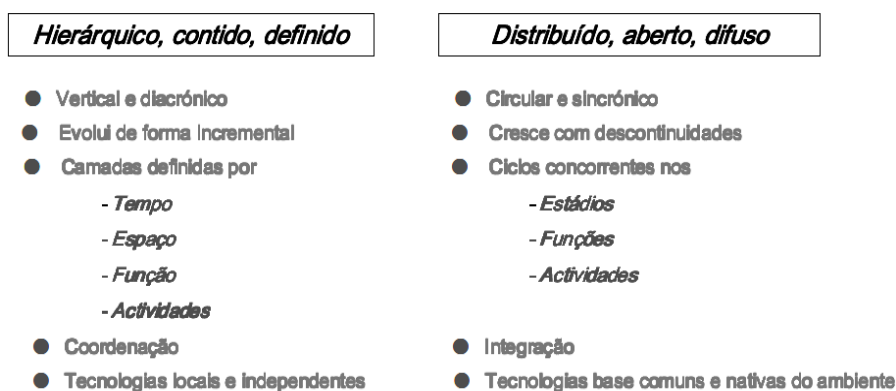 Hierárquico, contido, definido
● Vertical e diacrónico
● Evolui de forma incremental
● Camadas definidas por
- Tempo
- Espaço
- Função
- Actividades
● Coordenação
● Tecnologias locais e independentes
Distribuído, aberto, difuso
● Circular e sincrónico
● Cresce com descontinuidades
● Ciclos concorrentes nos
- Estádios
- Funções
- Actividades
● Integração
● Tecnologias base comuns e nativas do ambiente